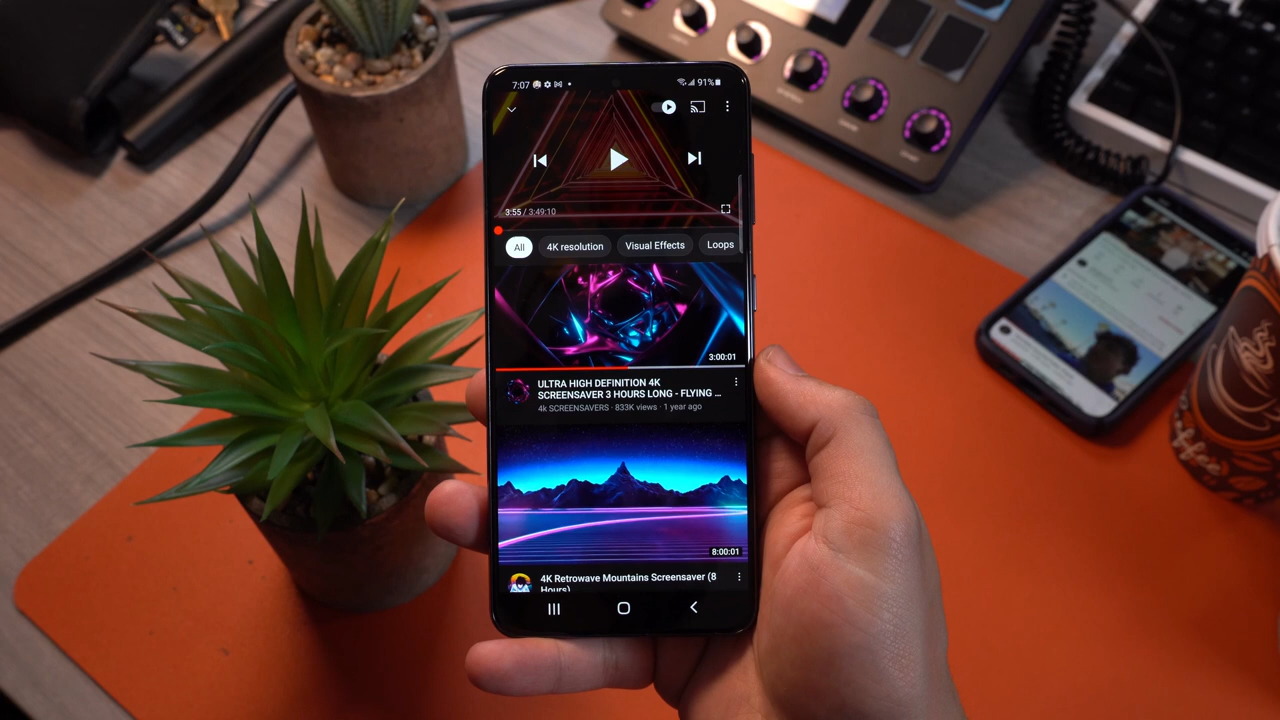 7:07
91%
3:55 / 3:49:10
All
4K resolution
Visual Effects
Loops
3:00:01
ULTRA HIGH DEFINITION 4K
SCREENSAVER 3 HOURS LONG - FLYING ...
4k SCREENSAVERS · 833K views · 1 year ago
8:00:01
4K Retrowave Mountains Screensaver (8
Hours)